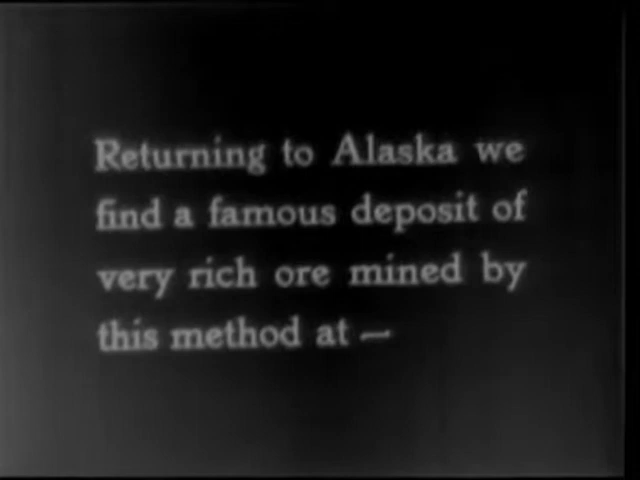 Returning to Alaska we
find a famous deposit of
very rich ore mined by
this method at —